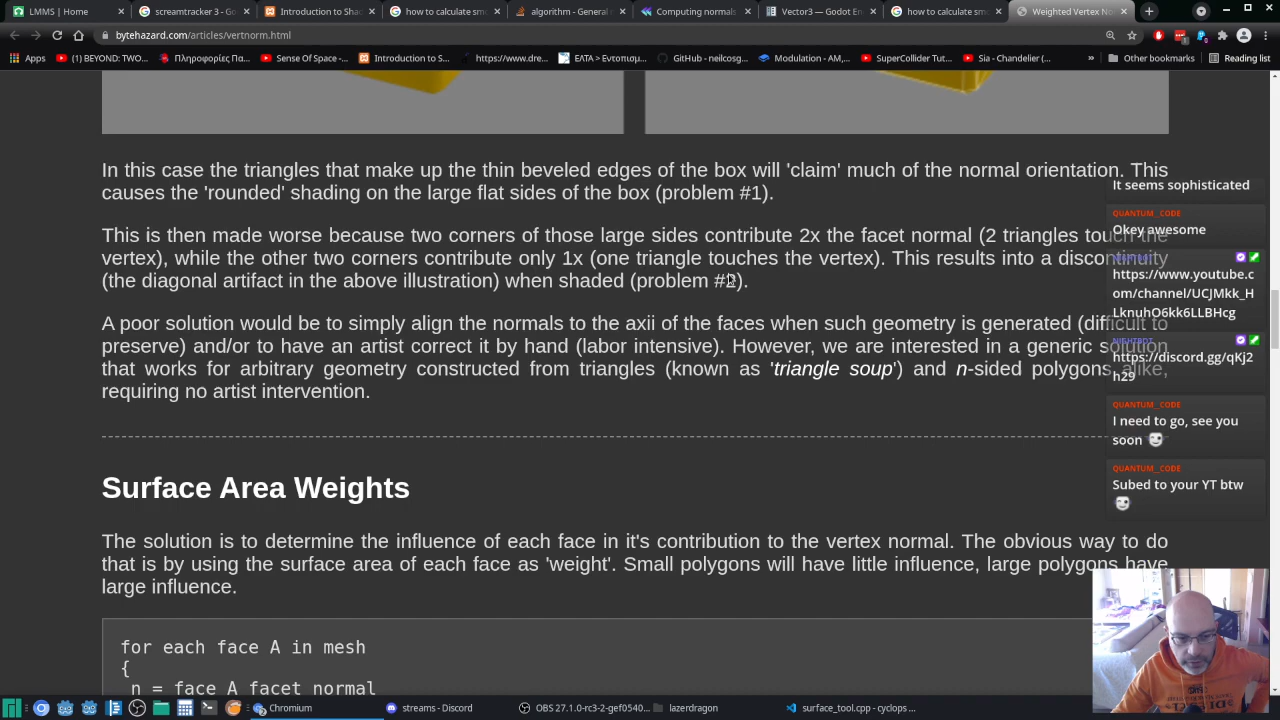 LMMS | Home
screamtracker 3 - Go
Introduction to Sha
how to calculate sm
algorithm - General
Computing normals
Vector3 — Godot En
how to calculate sm
Weighted Vertex No
bytehazard.com/articles/vertnorm.html
Apps
(1) BEYOND: TWO...
Πληροφορίες Πα...
Sense Of Space -...
Introduction to S...
https://www.dre...
ΕΛΤΑ > Εντοπισμ...
GitHub - neilcosg...
Modulation - AM,...
SuperCollider Tut...
Sia - Chandelier (...
»
Other bookmarks
Reading list
In this case the triangles that make up the thin beveled edges of the box will 'claim' much of the normal orientation. This
causes the 'rounded' shading on the large flat sides of the box (problem #1).
This is then made worse because two corners of those large sides contribute 2x the facet normal (2 triangles touch the
vertex), while the other two corners contribute only 1x (one triangle touches the vertex). This results into a discontinuity
(the diagonal artifact in the above illustration) when shaded (problem #2).
A poor solution would be to simply align the normals to the axii of the faces when such geometry is generated (difficult to
preserve) and/or to have an artist correct it by hand (labor intensive). However, we are interested in a generic solution
that works for arbitrary geometry constructed from triangles (known as 'triangle soup') and n-sided polygons alike,
requiring no artist intervention.
Surface Area Weights
The solution is to determine the influence of each face in it's contribution to the vertex normal. The obvious way to do
that is by using the surface area of each face as 'weight'. Small polygons will have little influence, large polygons have
large influence.
for each face A in mesh
{
n = face A facet normal
It seems sophisticated
QUANTUM_CODE
Okey awesome
NIGHTBOT
https://www.youtube.c
om/channel/UCJMkk_H
LknuhO6kk6LLBHcg
NIGHTBOT
https://discord.gg/qKj2
h29
QUANTUM_CODE
I need to go, see you
soon
QUANTUM_CODE
Subed to your YT btw
Chromium
streams - Discord
OBS 27.1.0-rc3-2-gef0540...
lazerdragon
surface_tool.cpp - cyclops ...